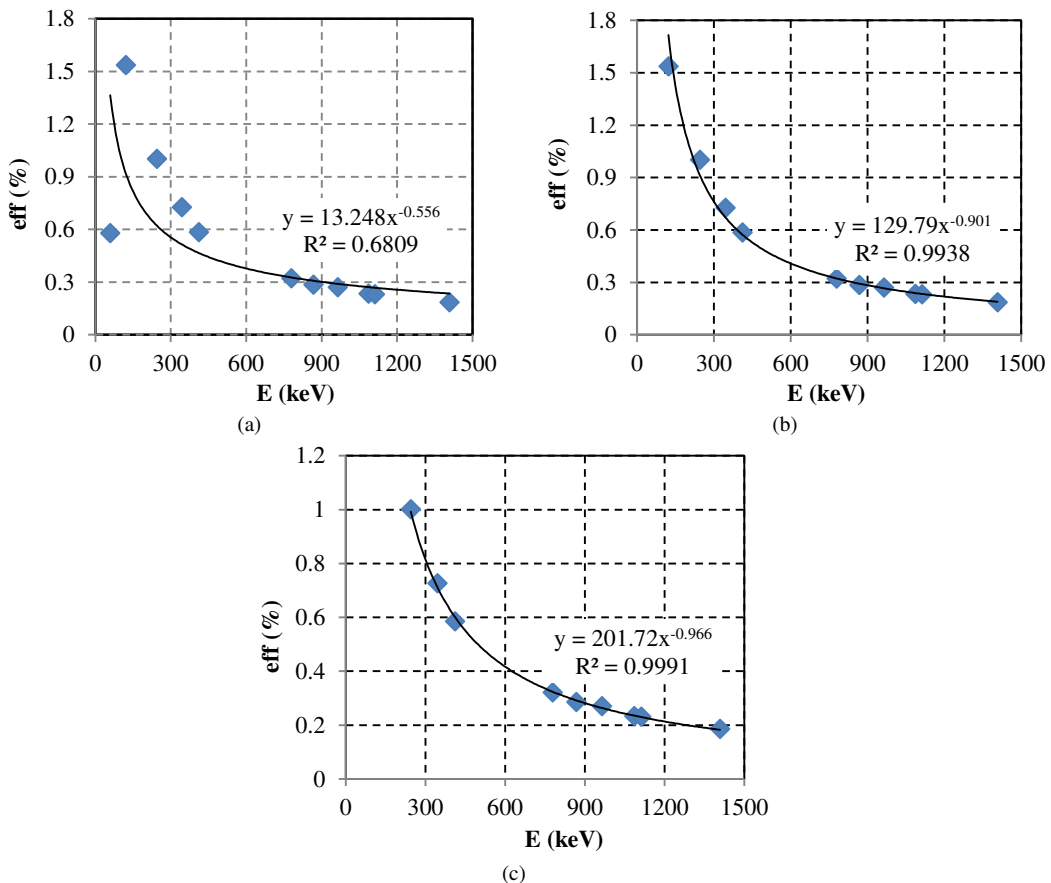 1.8
1.5
1.2
0.9
0.6
0.3
0
eff (%)
y = 13.248x^-0.556
R² = 0.6809
0 300 600 900 1200 1500
E (keV)
(a)
1.8
1.5
1.2
0.9
0.6
0.3
0
eff (%)
y = 129.79x^-0.901
R² = 0.9938
0 300 600 900 1200 1500
E (keV)
(b)
1.2
1
0.8
0.6
0.4
0.2
0
eff (%)
y = 201.72x^-0.966
R² = 0.9991
0 300 600 900 1200 1500
E (keV)
(c)